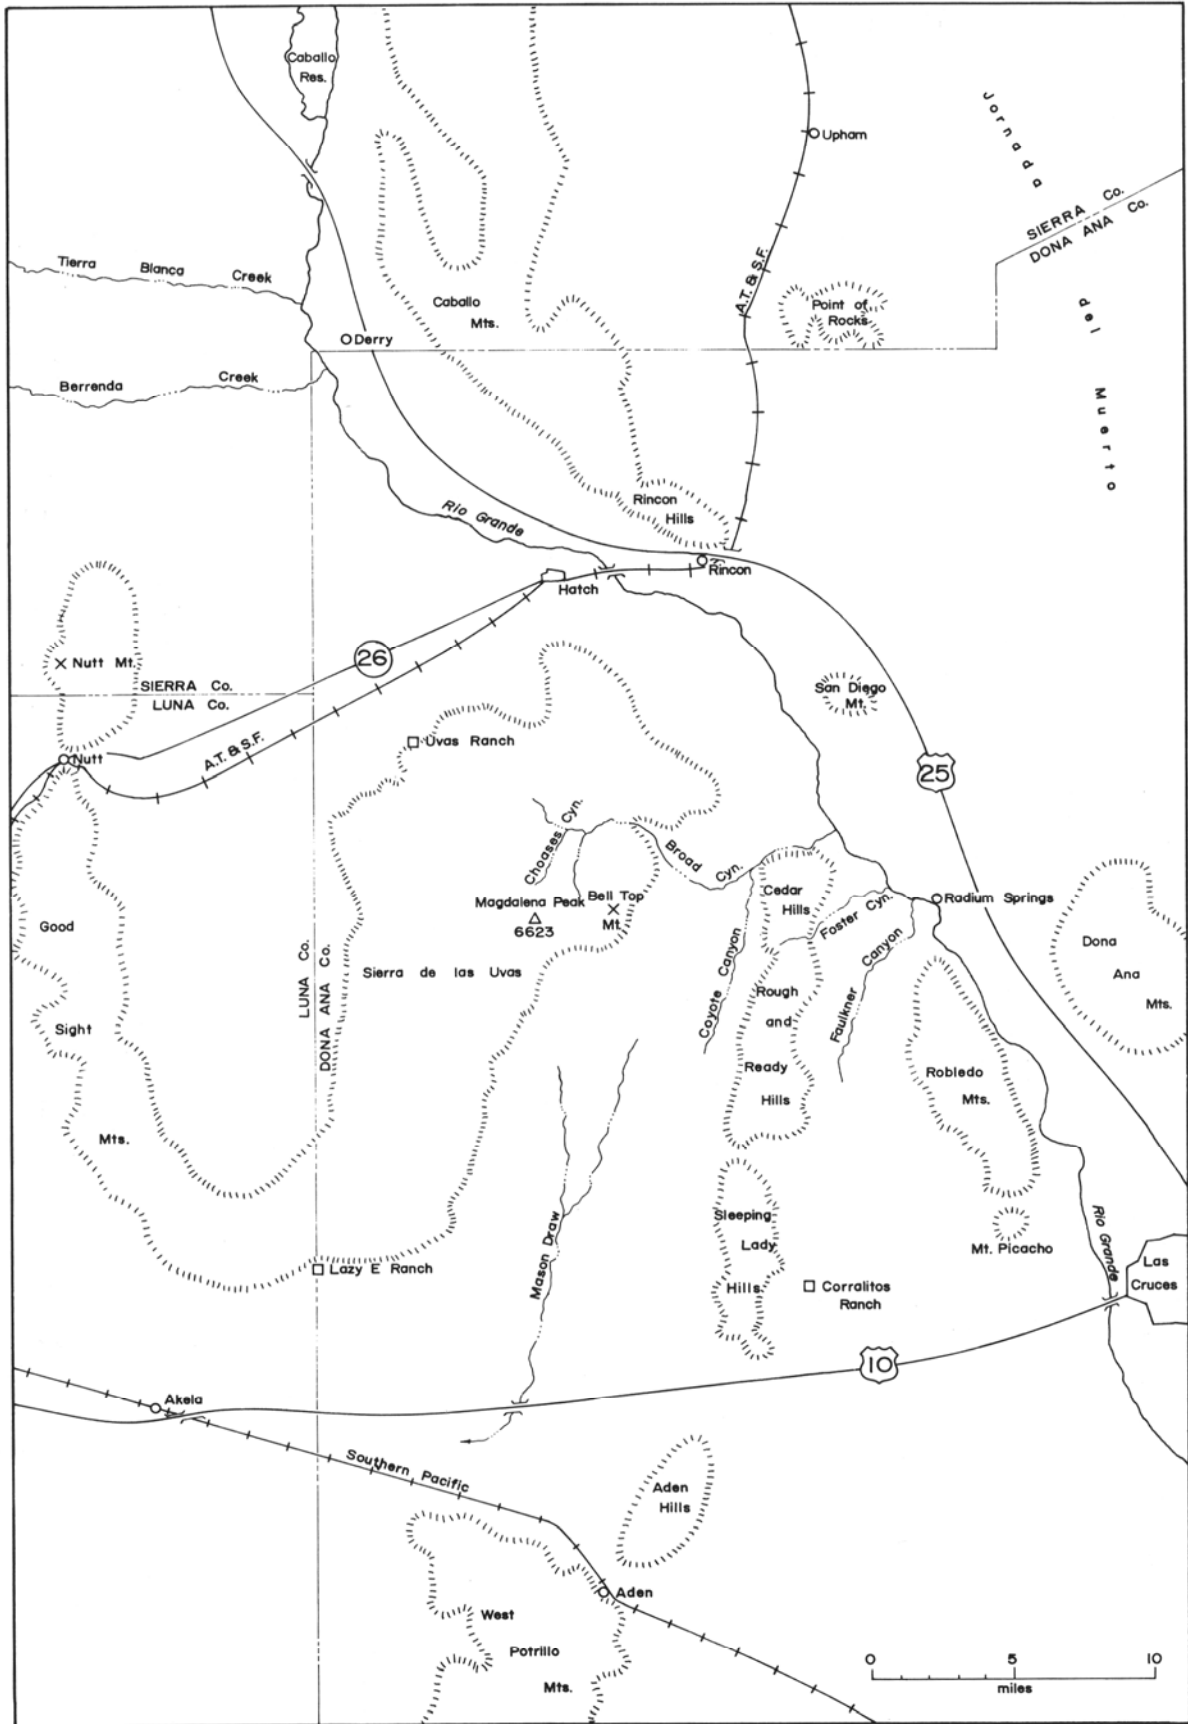 Caballo
Res.
Upham
Jornada
del
Muerto
SIERRA Co.
DONA ANA Co.
Tierra Blanca Creek
A.T. & S.F.
Caballo
Mts.
Point of
Rocks
Derry
Berrenda Creek
Rio Grande
Rincon
Hills
Rincon
Hatch
Nutt Mt.
26
SIERRA Co.
LUNA Co.
San Diego
Mt.
Nutt
A.T. & S.F.
Uvas Ranch
25
Choases Cyn.
Broad Cyn.
Magdalena Peak
6623
Bell Top
Mt.
Cedar
Hills
Foster Cyn.
Radium Springs
Good
Sight
Mts.
LUNA Co.
DONA ANA Co.
Sierra de las Uvas
Coyote Canyon
Rough
and
Ready
Hills
Faulkner Canyon
Dona
Ana
Mts.
Robledo
Mts.
Sleeping
Lady
Hills
Mt. Picacho
Rio Grande
Las
Cruces
Lazy E Ranch
Mason Draw
Corralitos
Ranch
10
Akela
Southern Pacific
Aden
Hills
Aden
West
Potrillo
Mts.
0 5 10
miles